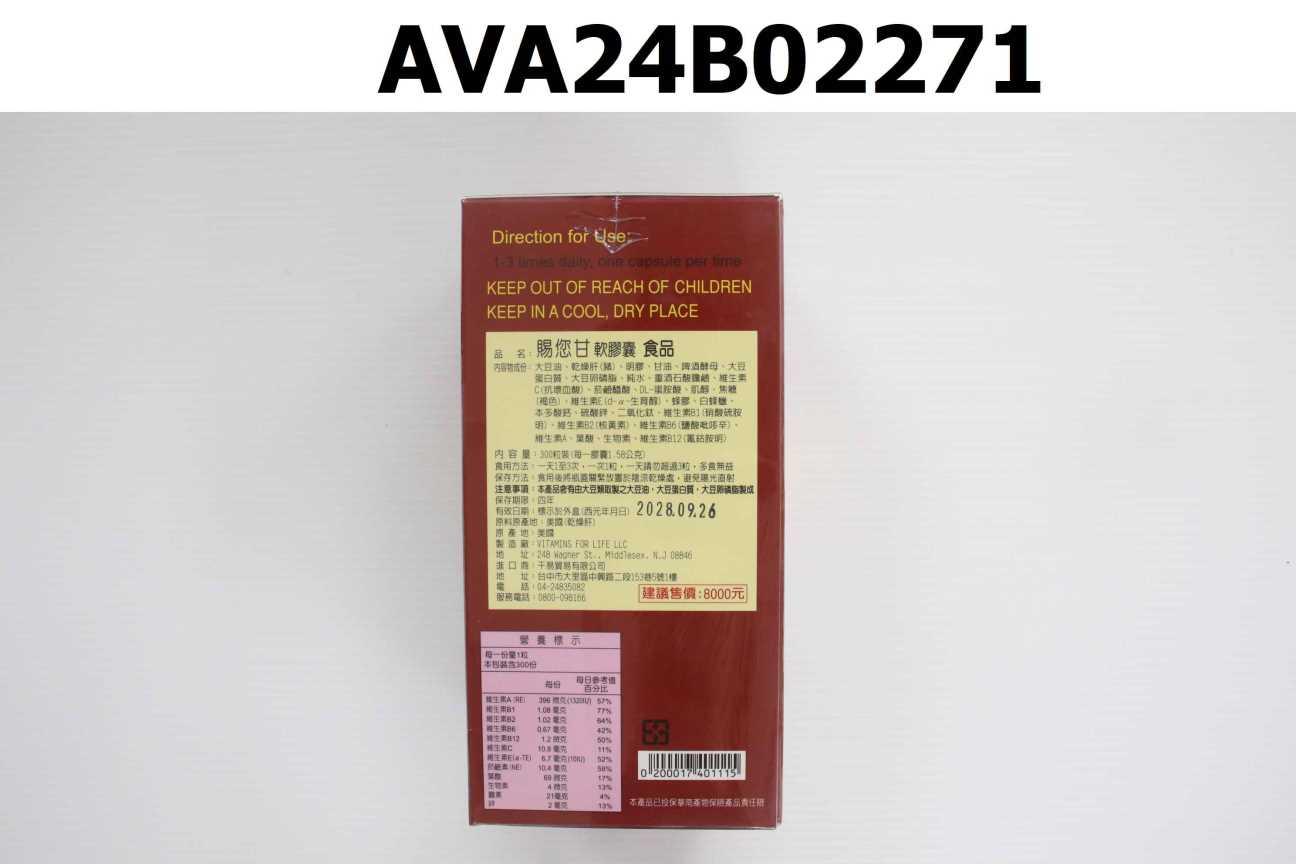 AVA24B02271
Direction for Use:
1-3 times daily, one capsule per time
KEEP OUT OF REACH OF CHILDREN
KEEP IN A COOL, DRY PLACE
品 名：賜您甘 軟膠囊 食品
內容物成份：大豆油、乾燥肝(豬)、明膠、甘油、啤酒酵母、大豆
蛋白質、大豆卵磷脂、純水、重酒石酸膽鹼、維生素
C(抗壞血酸)、菸鹼醯胺、DL-蛋胺酸、肌醇、焦糖
(褐色)、維生素E(d-α-生育醇)、蜂膠、白蜂蠟、
本多酸鈣、硫酸鋅、二氧化鈦、維生素B1(硝酸硫胺
明)、維生素B2(核黃素)、維生素B6(鹽酸吡哆辛)、
維生素A、葉酸、生物素、維生素B12(氰鈷胺明)
內 容 量：300粒裝(每一膠囊1.58公克)
食用方法：一天1至3次，一次1粒，一天請勿超過3粒，多食無益
保存方法：食用後將瓶蓋關緊放置於陰涼乾燥處，避免陽光直射
注意事項：本產品含有由大豆類取製之大豆油，大豆蛋白質，大豆卵磷脂製成
保存期限：四年
有效日期：標示於外盒(西元年月日) 2028.09.26
原料原產地：美國(乾燥肝)
原 產 地：美國
製 造 廠：VITAMINS FOR LIFE LLC
地 址：248 Wagner St., Middlesex, N.J 08846
進 口 商：千易貿易有限公司
地 址：台中市大里區中興路二段153巷5號1樓
電 話：04-24835082
服務電話：0800-098166
建議售價：8000元
營 養 標 示
每一份量1粒
本包裝含300份
每份 每日參考值
百分比
維生素A (RE) 396 微克(1320IU) 57%
維生素B1 1.08 毫克 77%
維生素B2 1.02 毫克 64%
維生素B6 0.67 毫克 42%
維生素B12 1.2 微克 50%
維生素C 10.8 毫克 11%
維生素E(α-TE) 6.7 毫克(10IU) 52%
菸鹼素(NE) 10.4 毫克 58%
葉酸 69 微克 17%
生物素 4 微克 13%
膽素 21毫克 4%
鋅 2 毫克 13%
0 200017 401115
本產品已投保華南產物保險產品責任險